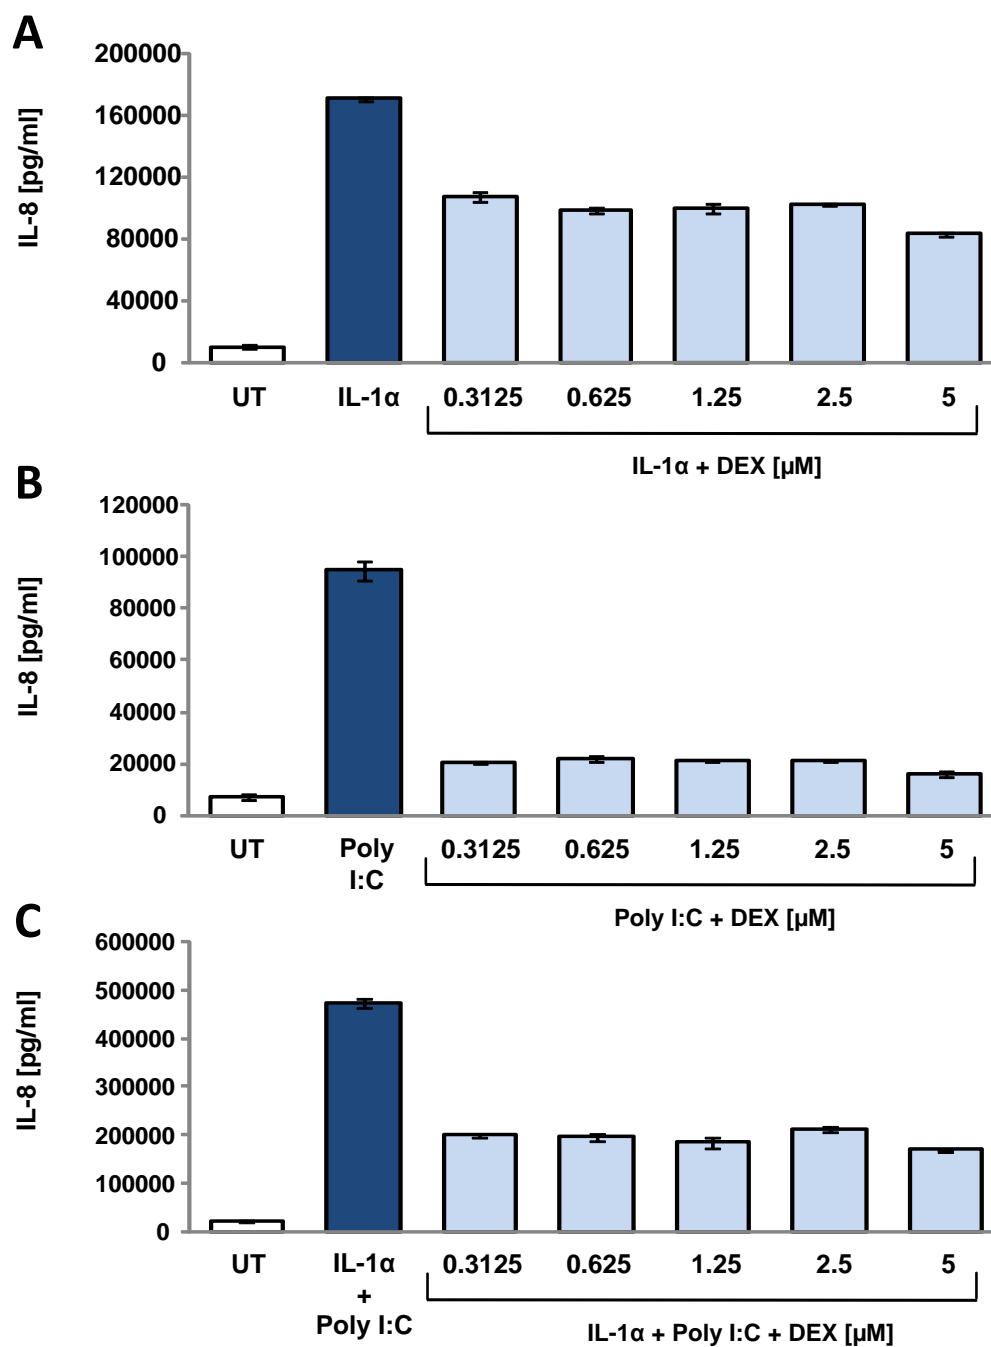 A
IL-8 [pg/ml]
200000
160000
120000
80000
40000
0
UT IL-1α 0.3125 0.625 1.25 2.5 5
IL-1α + DEX [µM]
B
IL-8 [pg/ml]
120000
100000
80000
60000
40000
20000
0
UT Poly I:C 0.3125 0.625 1.25 2.5 5
Poly I:C + DEX [µM]
C
IL-8 [pg/ml]
600000
500000
400000
300000
200000
100000
0
UT IL-1α + Poly I:C 0.3125 0.625 1.25 2.5 5
IL-1α + Poly I:C + DEX [µM]